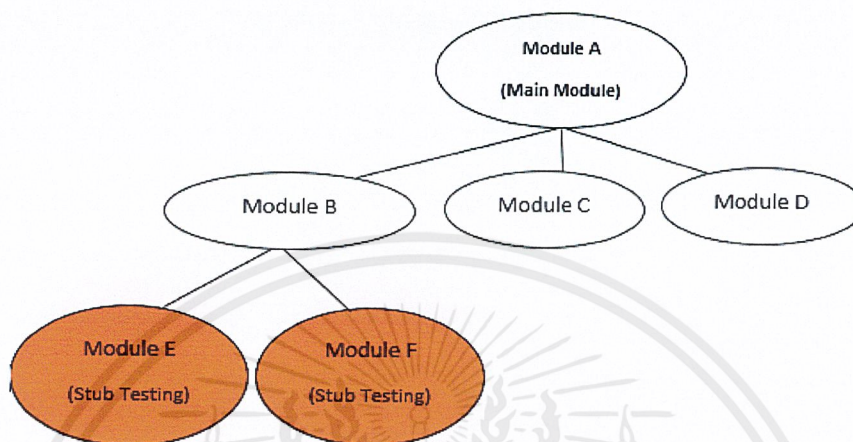 Module A
(Main Module)
Module B
Module C
Module D
Module E
(Stub Testing)
Module F
(Stub Testing)